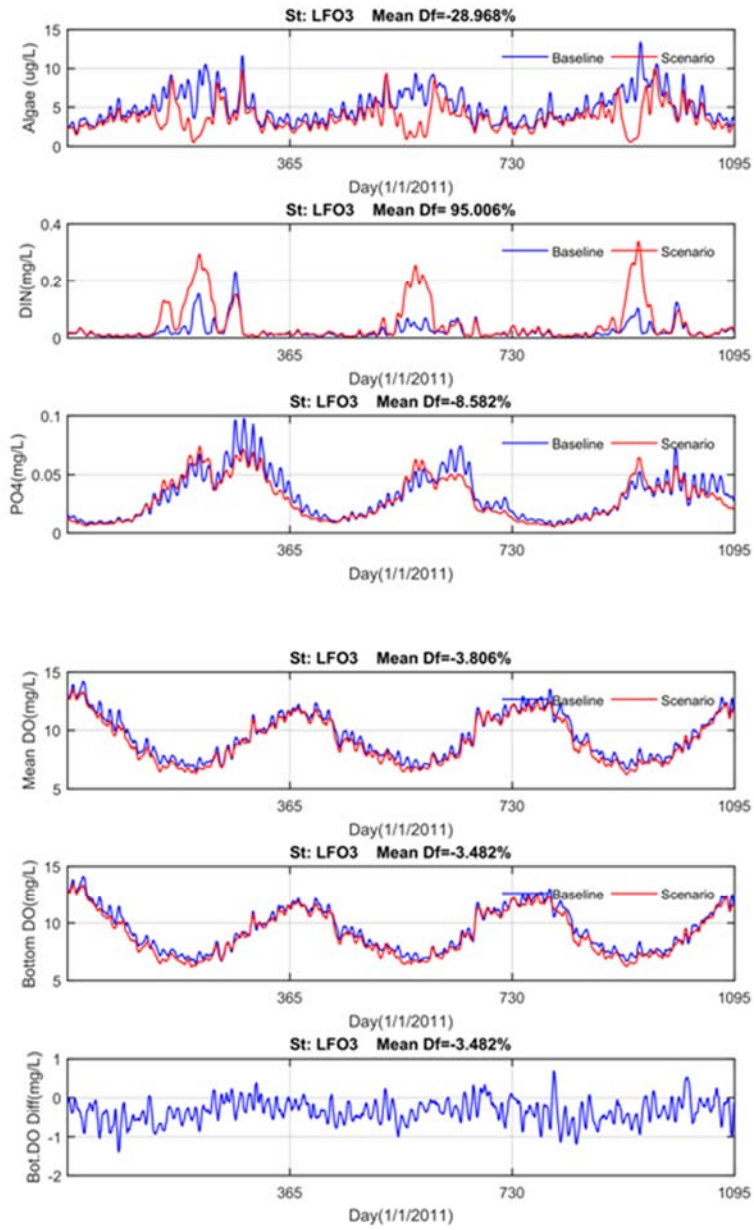 St: LFO3 Mean Df=-28.968%
15
10
5
0
Algae (ug/L)
Baseline Scenario
365 730 1095
Day(1/1/2011)
St: LFO3 Mean Df= 95.006%
0.4
0.2
0
DIN(mg/L)
Baseline Scenario
365 730 1095
Day(1/1/2011)
St: LFO3 Mean Df=-8.582%
0.1
0.05
0
PO4(mg/L)
Baseline Scenario
365 730 1095
Day(1/1/2011)
St: LFO3 Mean Df=-3.806%
15
10
5
Mean DO(mg/L)
Baseline Scenario
365 730 1095
Day(1/1/2011)
St: LFO3 Mean Df=-3.482%
15
10
5
Bottom DO(mg/L)
Baseline Scenario
365 730 1095
Day(1/1/2011)
St: LFO3 Mean Df=-3.482%
1
0
-1
-2
Bot.DO Diff(mg/L)
365 730 1095
Day(1/1/2011)